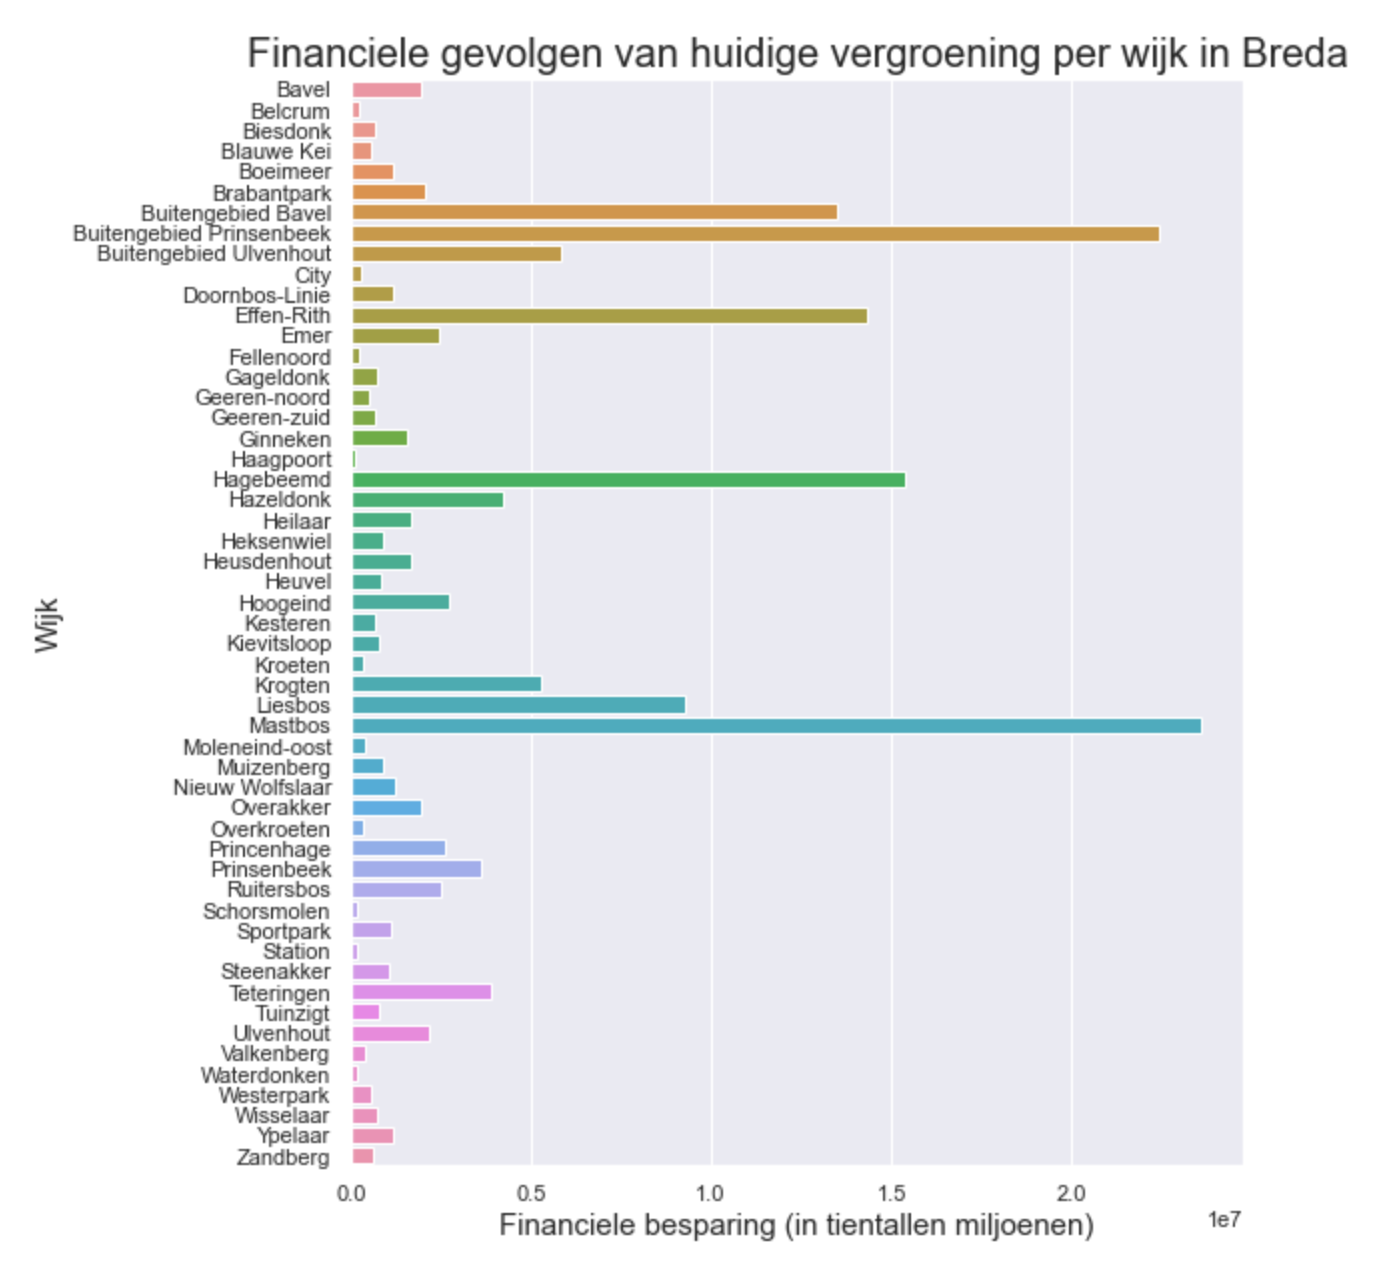 Financiele gevolgen van huidige vergroening per wijk in Breda
Bavel
Belcrum
Biesdonk
Blauwe Kei
Boeimeer
Brabantpark
Buitengebied Bavel
Buitengebied Prinsenbeek
Buitengebied Ulvenhout
City
Doornbos-Linie
Effen-Rith
Emer
Fellenoord
Gageldonk
Geeren-noord
Geeren-zuid
Ginneken
Haagpoort
Hagebeemd
Hazeldonk
Heilaar
Heksenwiel
Heusdenhout
Heuvel
Hoogeind
Kesteren
Kievitsloop
Kroeten
Krogten
Liesbos
Mastbos
Moleneind-oost
Muizenberg
Nieuw Wolfslaar
Overakker
Overkroeten
Princenhage
Prinsenbeek
Ruitersbos
Schorsmolen
Sportpark
Station
Steenakker
Teteringen
Tuinzigt
Ulvenhout
Valkenberg
Waterdonken
Westerpark
Wisselaar
Ypelaar
Zandberg
Wijk
0.0 0.5 1.0 1.5 2.0
1e7
Financiele besparing (in tientallen miljoenen)